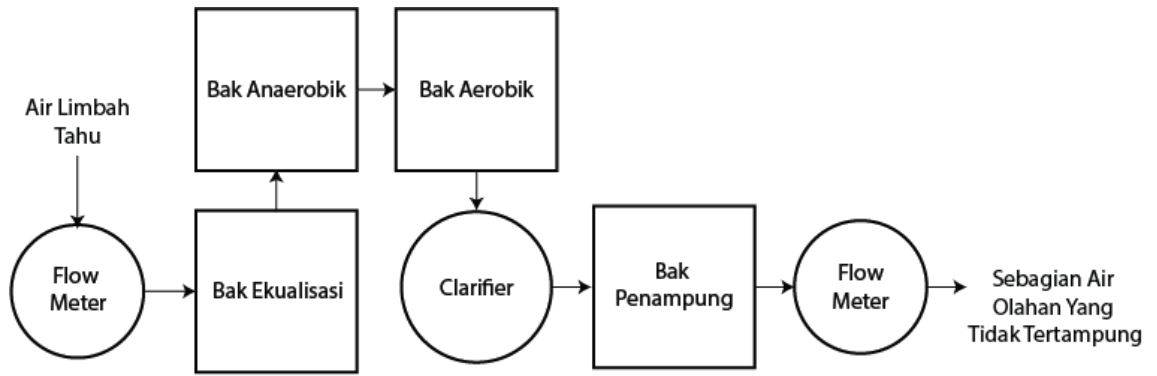 Air Limbah
Tahu
Flow
Meter
Bak Ekualisasi
Bak Anaerobik
Bak Aerobik
Clarifier
Bak
Penampung
Flow
Meter
Sebagian Air
Olahan Yang
Tidak Tertampung